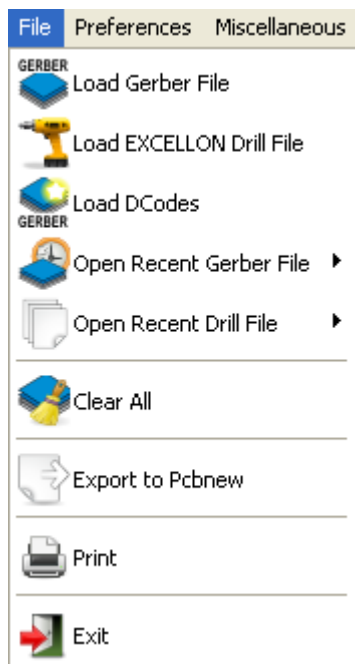 File Preferences Miscellaneous
GERBER
Load Gerber File
Load EXCELLON Drill File
Load DCodes
GERBER
Open Recent Gerber File
Open Recent Drill File
Clear All
Export to Pcbnew
Print
Exit